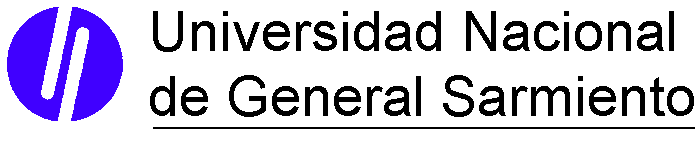 Universidad Nacional
de General Sarmiento